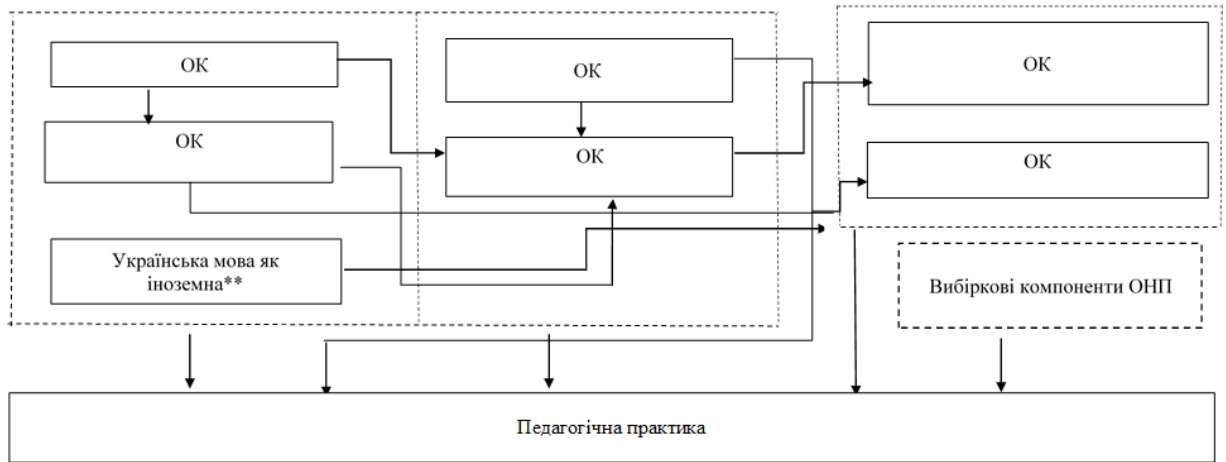 ОК
ОК
Українська мова як
іноземна**
ОК
ОК
ОК
ОК
Вибіркові компоненти ОНП
Педагогічна практика